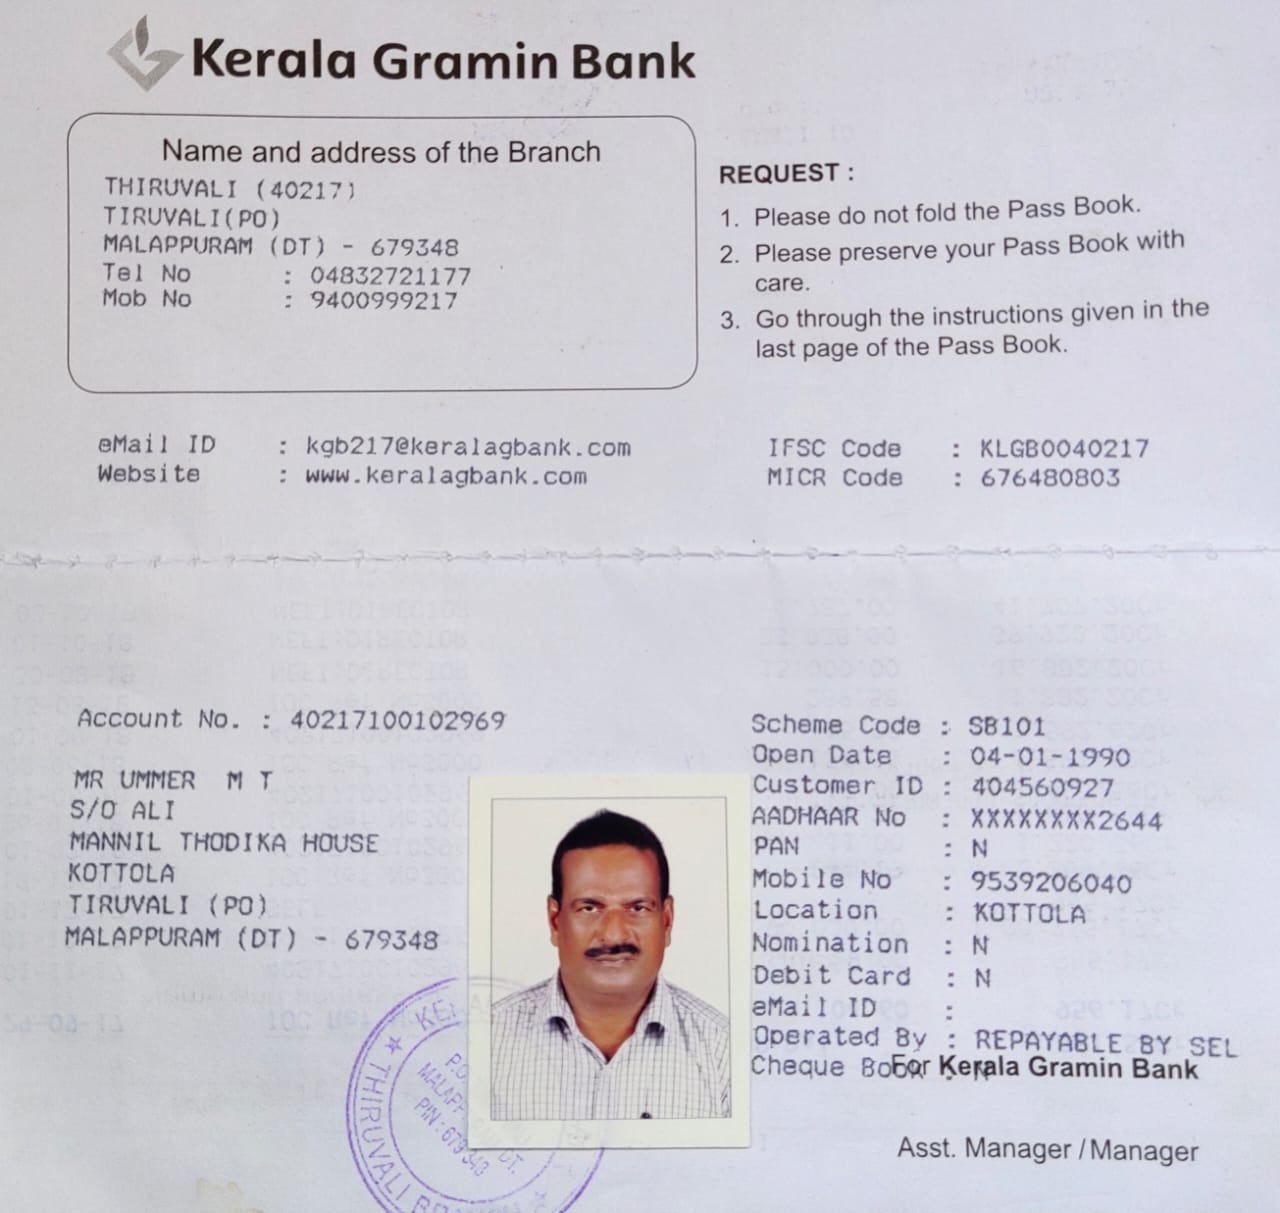 Kerala Gramin Bank
Name and address of the Branch
THIRUVALI (40217)
TIRUVALI(PO)
MALAPPURAM (DT) - 679348
Tel No : 04832721177
Mob No : 9400999217
REQUEST :
1. Please do not fold the Pass Book.
2. Please preserve your Pass Book with
care.
3. Go through the instructions given in the
last page of the Pass Book.
eMail ID : kgb217@keralagbank.com
Website : www.keralagbank.com
IFSC Code : KLGB0040217
MICR Code : 676480803
Account No. : 40217100102969
MR UMMER M T
S/O ALI
MANNIL THODIKA HOUSE
KOTTOLA
TIRUVALI (PO)
MALAPPURAM (DT) - 679348
Scheme Code : SB101
Open Date : 04-01-1990
Customer ID : 404560927
AADHAAR No : XXXXXXXX2644
PAN : N
Mobile No : 9539206040
Location : KOTTOLA
Nomination : N
Debit Card : N
eMail ID :
Operated By : REPAYABLE BY SEL
Cheque Book : N
For Kerala Gramin Bank
Asst. Manager / Manager
THIRUVALI BRANCH
P.O.
DT.
PIN : 679348